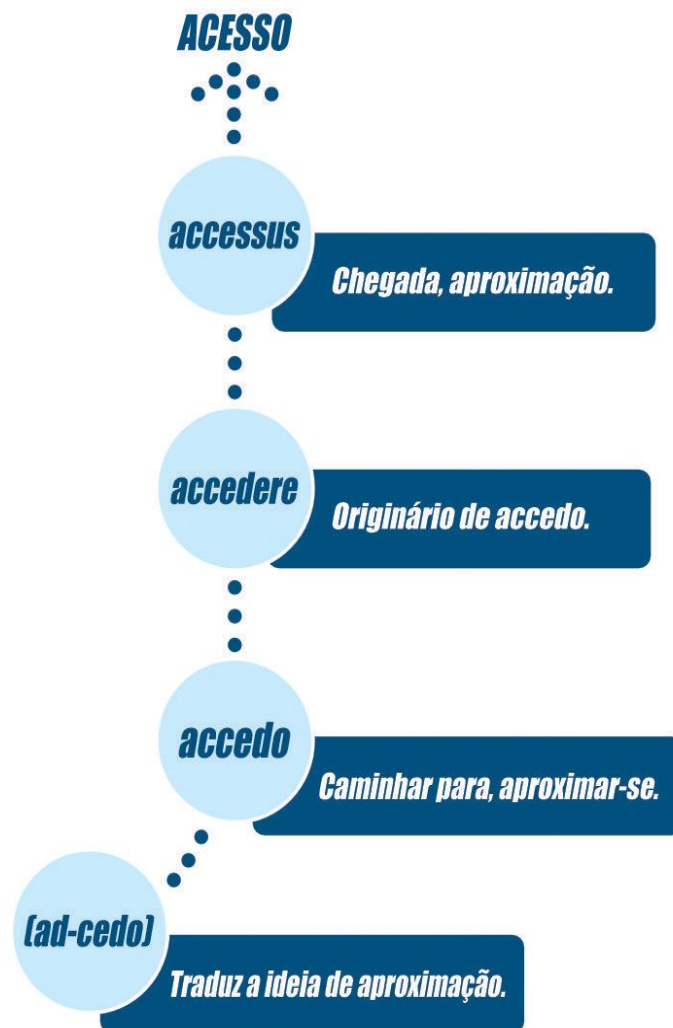 ACESSO
accessus
Chegada, aproximação.
accedere
Originário de accedo.
accedo
Caminhar para, aproximar-se.
(ad-cedo)
Traduz a ideia de aproximação.